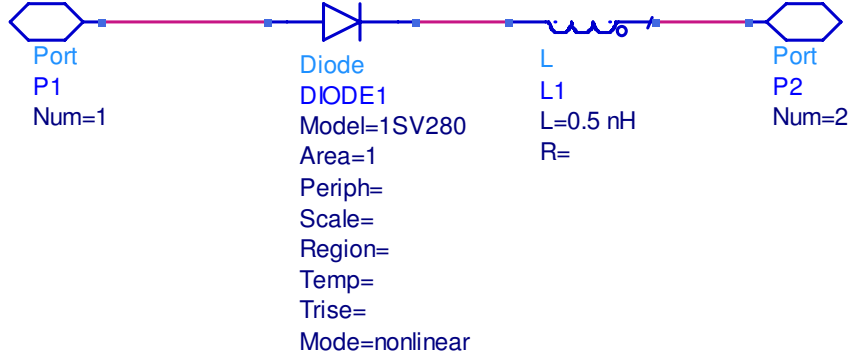 Port
P1
Num=1
Diode
DIODE1
Model=1SV280
Area=1
Periph=
Scale=
Region=
Temp=
Trise=
Mode=nonlinear
L
L1
L=0.5 nH
R=
Port
P2
Num=2